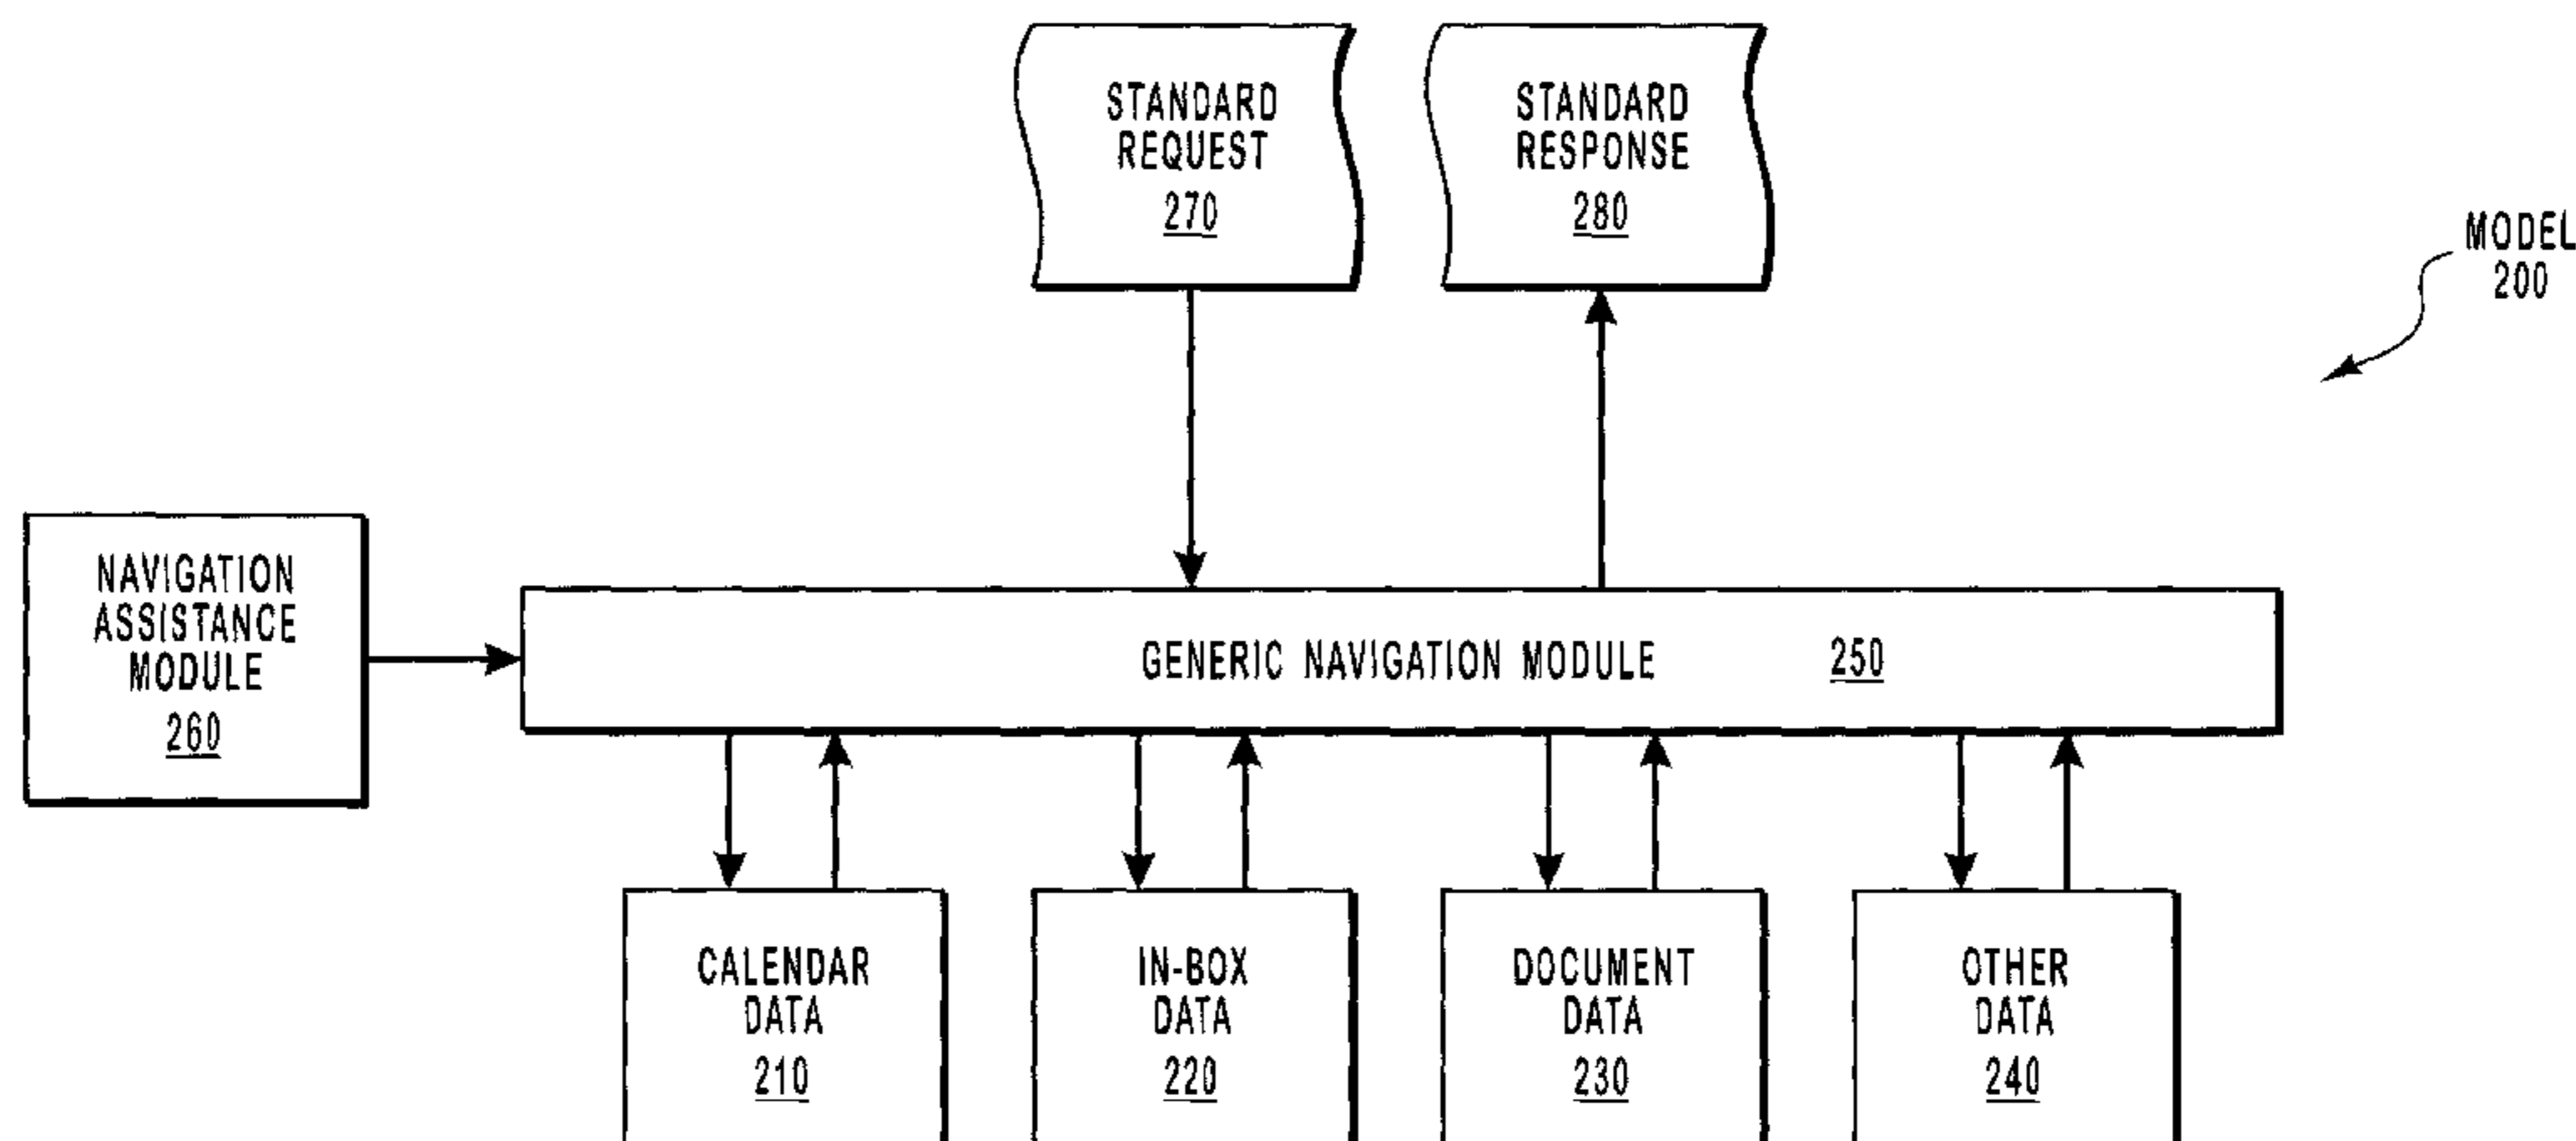 STANDARD
REQUEST
270
STANDARD
RESPONSE
280
MODEL
200
NAVIGATION
ASSISTANCE
MODULE
260
GENERIC NAVIGATION MODULE 250
CALENDAR
DATA
210
IN-BOX
DATA
220
DOCUMENT
DATA
230
OTHER
DATA
240